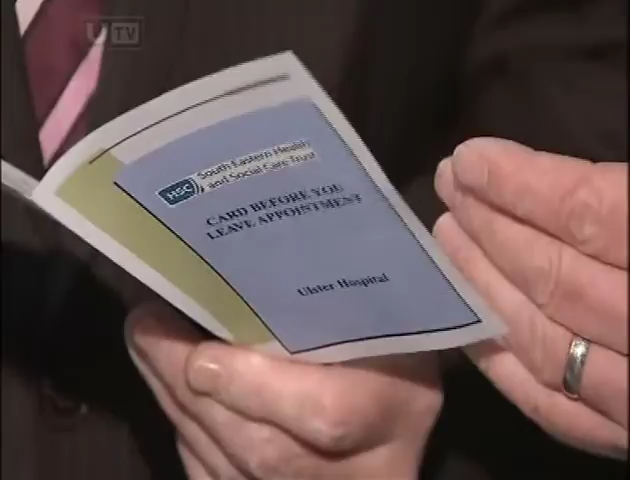 UTV
South Eastern Health
and Social Care Trust
HSC
CARD BEFORE YOU
LEAVE APPOINTMENT
Ulster Hospital